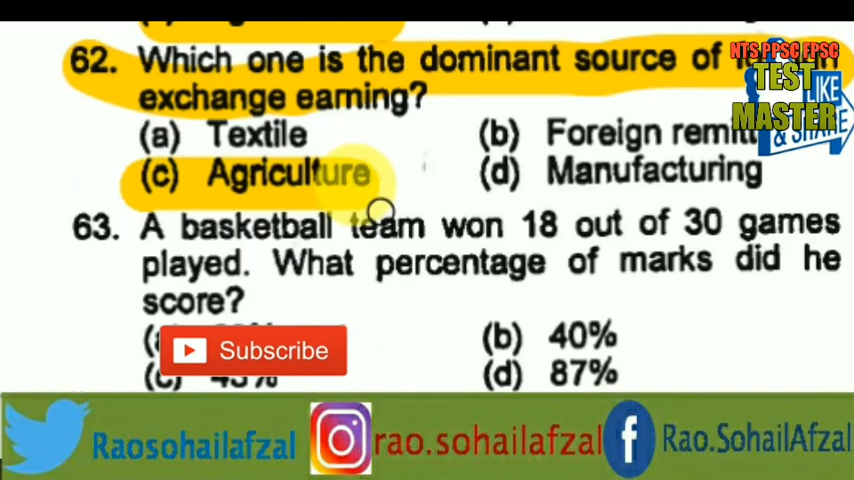 NTS PPSC FPSC
TEST
MASTER
LIKE
& SHARE
62. Which one is the dominant source of
exchange earning?
(a) Textile (b) Foreign
(c) Agriculture (d) Manufacturing
63. A basketball team won 18 out of 30 games
played. What percentage of marks did he
score?
(b) 40%
(c) (d) 87%
Subscribe
Raosohailafzal rao.sohailafzal f Rao.SohailAfzal